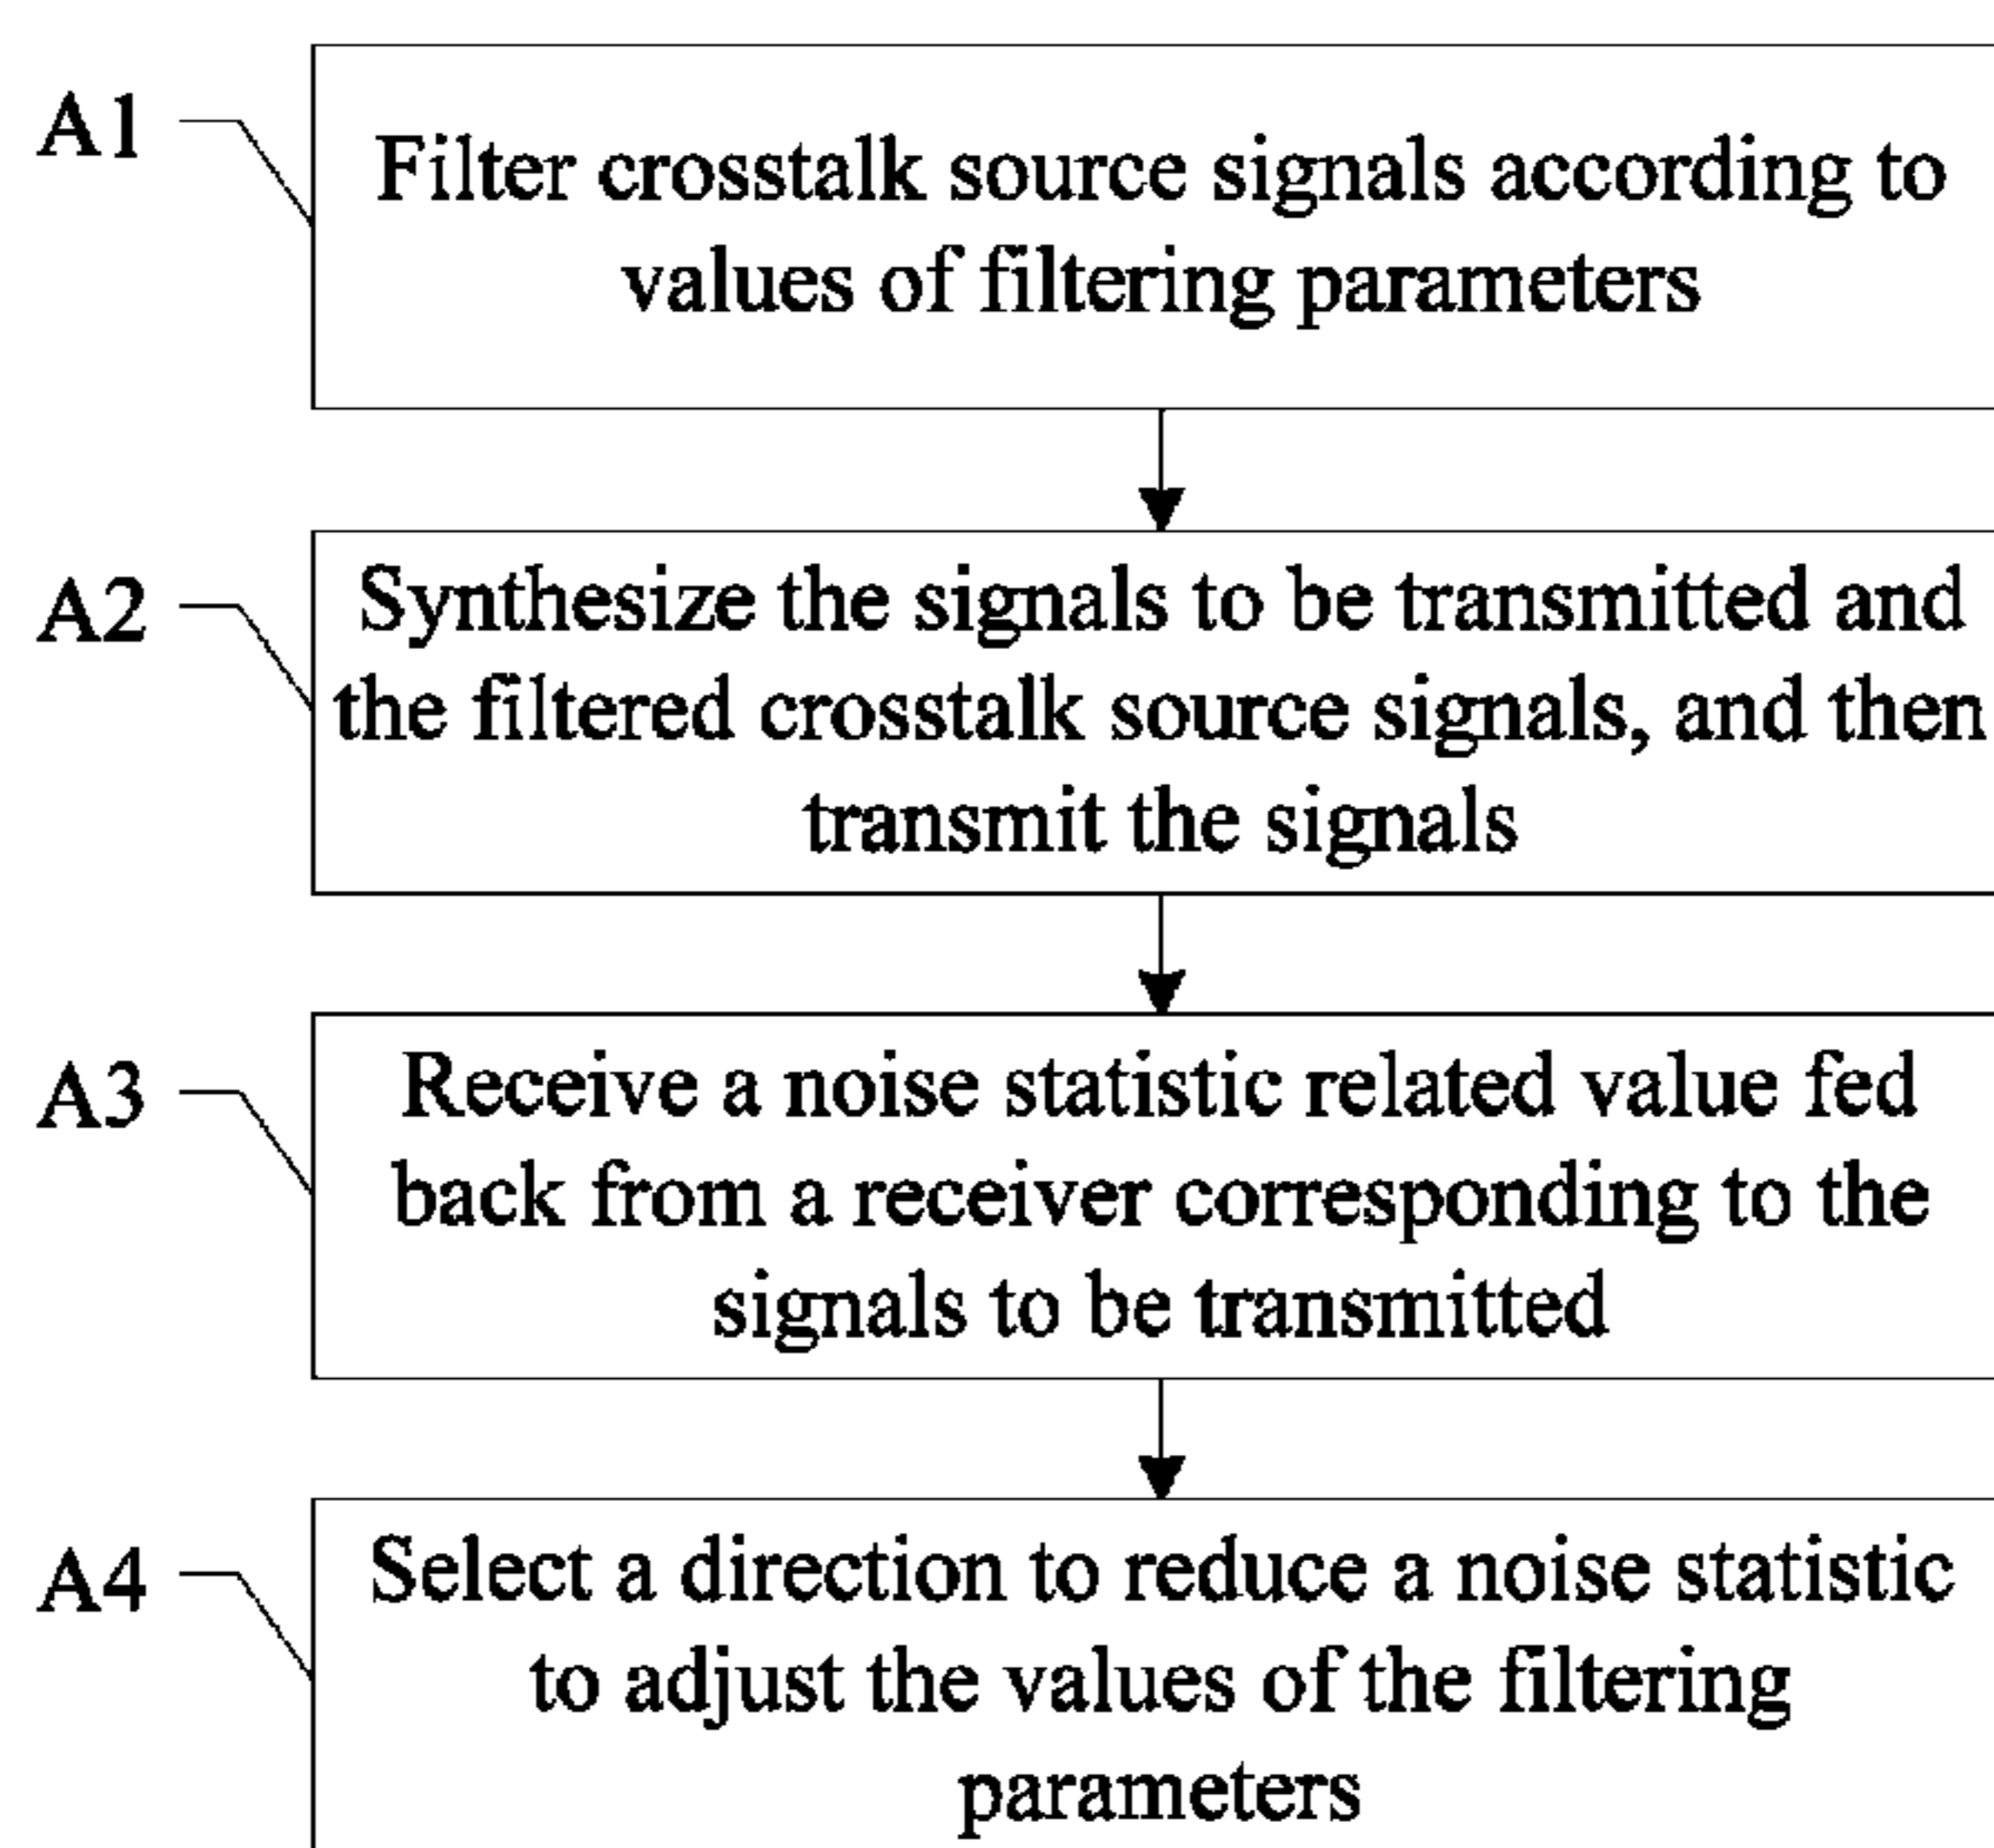 A1
Filter crosstalk source signals according to
values of filtering parameters
A2
Synthesize the signals to be transmitted and
the filtered crosstalk source signals, and then
transmit the signals
A3
Receive a noise statistic related value fed
back from a receiver corresponding to the
signals to be transmitted
A4
Select a direction to reduce a noise statistic
to adjust the values of the filtering
parameters